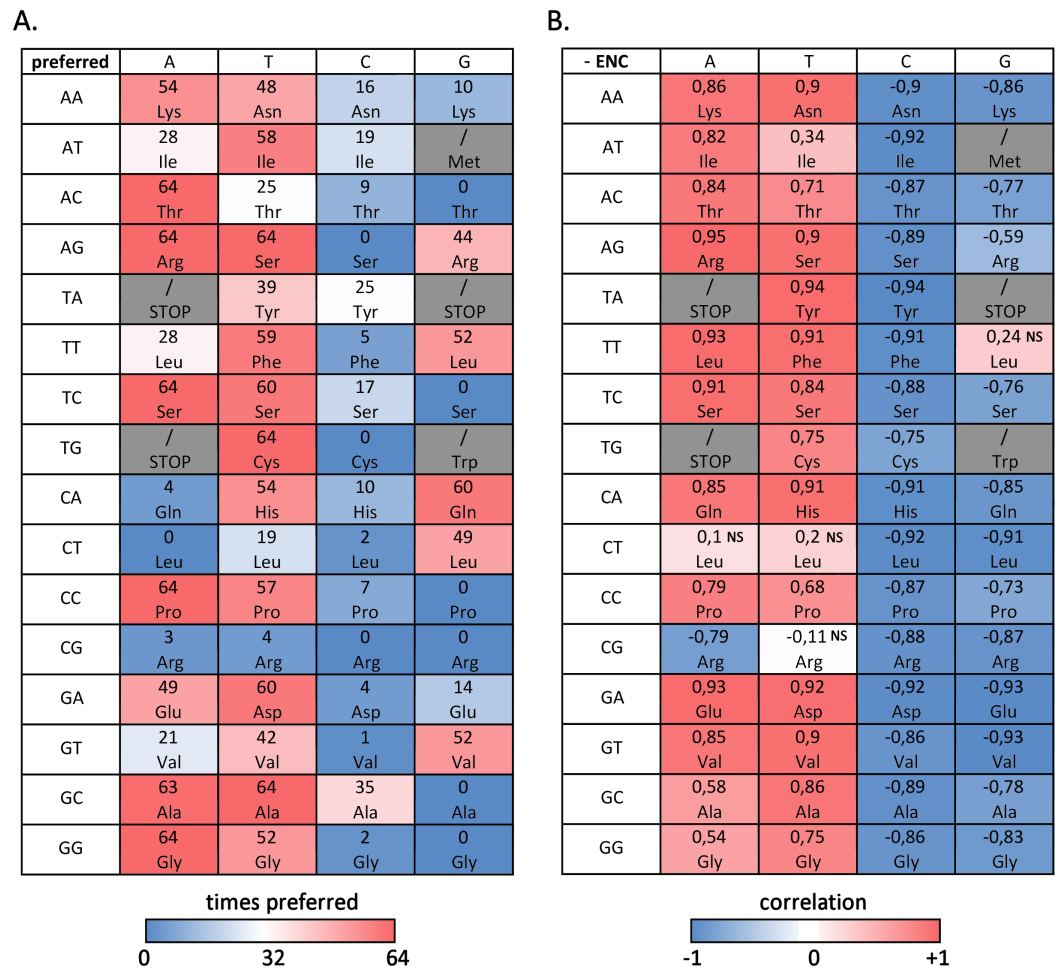 A.
preferred A T C G
AA 54 48 16 10
Lys Asn Asn Lys
AT 28 58 19 /
Ile Ile Ile Met
AC 64 25 9 0
Thr Thr Thr Thr
AG 64 64 0 44
Arg Ser Ser Arg
TA / 39 25 /
STOP Tyr Tyr STOP
TT 28 59 5 52
Leu Phe Phe Leu
TC 64 60 17 0
Ser Ser Ser Ser
TG / 64 0 /
STOP Cys Cys Trp
CA 4 54 10 60
Gln His His Gln
CT 0 19 2 49
Leu Leu Leu Leu
CC 64 57 7 0
Pro Pro Pro Pro
CG 3 4 0 0
Arg Arg Arg Arg
GA 49 60 4 14
Glu Asp Asp Glu
GT 21 42 1 52
Val Val Val Val
GC 63 64 35 0
Ala Ala Ala Ala
GG 64 52 2 0
Gly Gly Gly Gly
times preferred
0 32 64
B.
- ENC A T C G
AA 0,86 0,9 -0,9 -0,86
Lys Asn Asn Lys
AT 0,82 0,34 -0,92 /
Ile Ile Ile Met
AC 0,84 0,71 -0,87 -0,77
Thr Thr Thr Thr
AG 0,95 0,9 -0,89 -0,59
Arg Ser Ser Arg
TA / 0,94 -0,94 /
STOP Tyr Tyr STOP
TT 0,93 0,91 -0,91 0,24 NS
Leu Phe Phe Leu
TC 0,91 0,84 -0,88 -0,76
Ser Ser Ser Ser
TG / 0,75 -0,75 /
STOP Cys Cys Trp
CA 0,85 0,91 -0,91 -0,85
Gln His His Gln
CT 0,1 NS 0,2 NS -0,92 -0,91
Leu Leu Leu Leu
CC 0,79 0,68 -0,87 -0,73
Pro Pro Pro Pro
CG -0,79 -0,11 NS -0,88 -0,87
Arg Arg Arg Arg
GA 0,93 0,92 -0,92 -0,93
Glu Asp Asp Glu
GT 0,85 0,9 -0,86 -0,93
Val Val Val Val
GC 0,58 0,86 -0,89 -0,78
Ala Ala Ala Ala
GG 0,54 0,75 -0,86 -0,83
Gly Gly Gly Gly
correlation
-1 0 +1